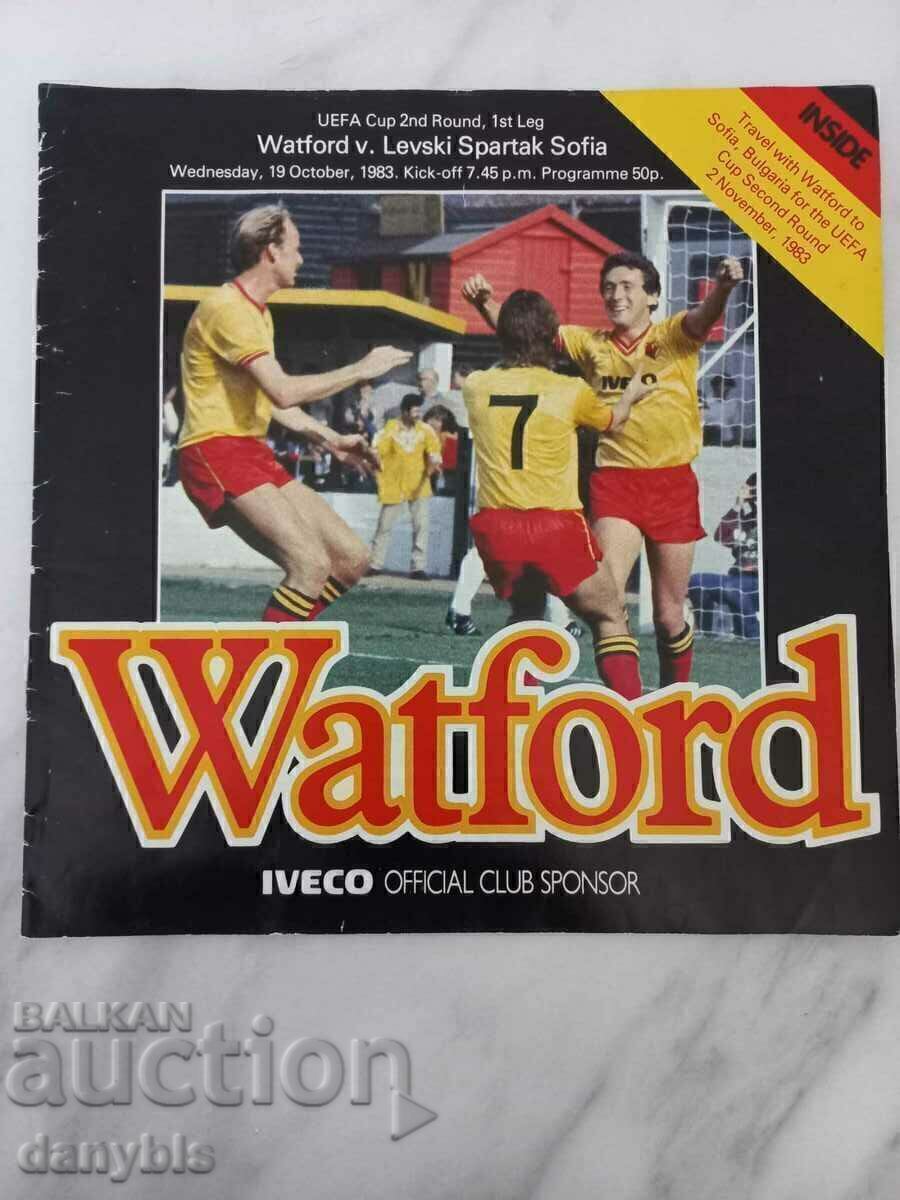 UEFA Cup 2nd Round, 1st Leg
Watford v. Levski Spartak Sofia
Wednesday, 19 October, 1983. Kick-off 7.45 p.m. Programme 50p.
INSIDE
Travel with Watford to
Sofia, Bulgaria for the UEFA
Cup Second Round
2 November, 1983
IVECO
7
Watford
IVECO OFFICIAL CLUB SPONSOR
BALKAN
auction
danybls